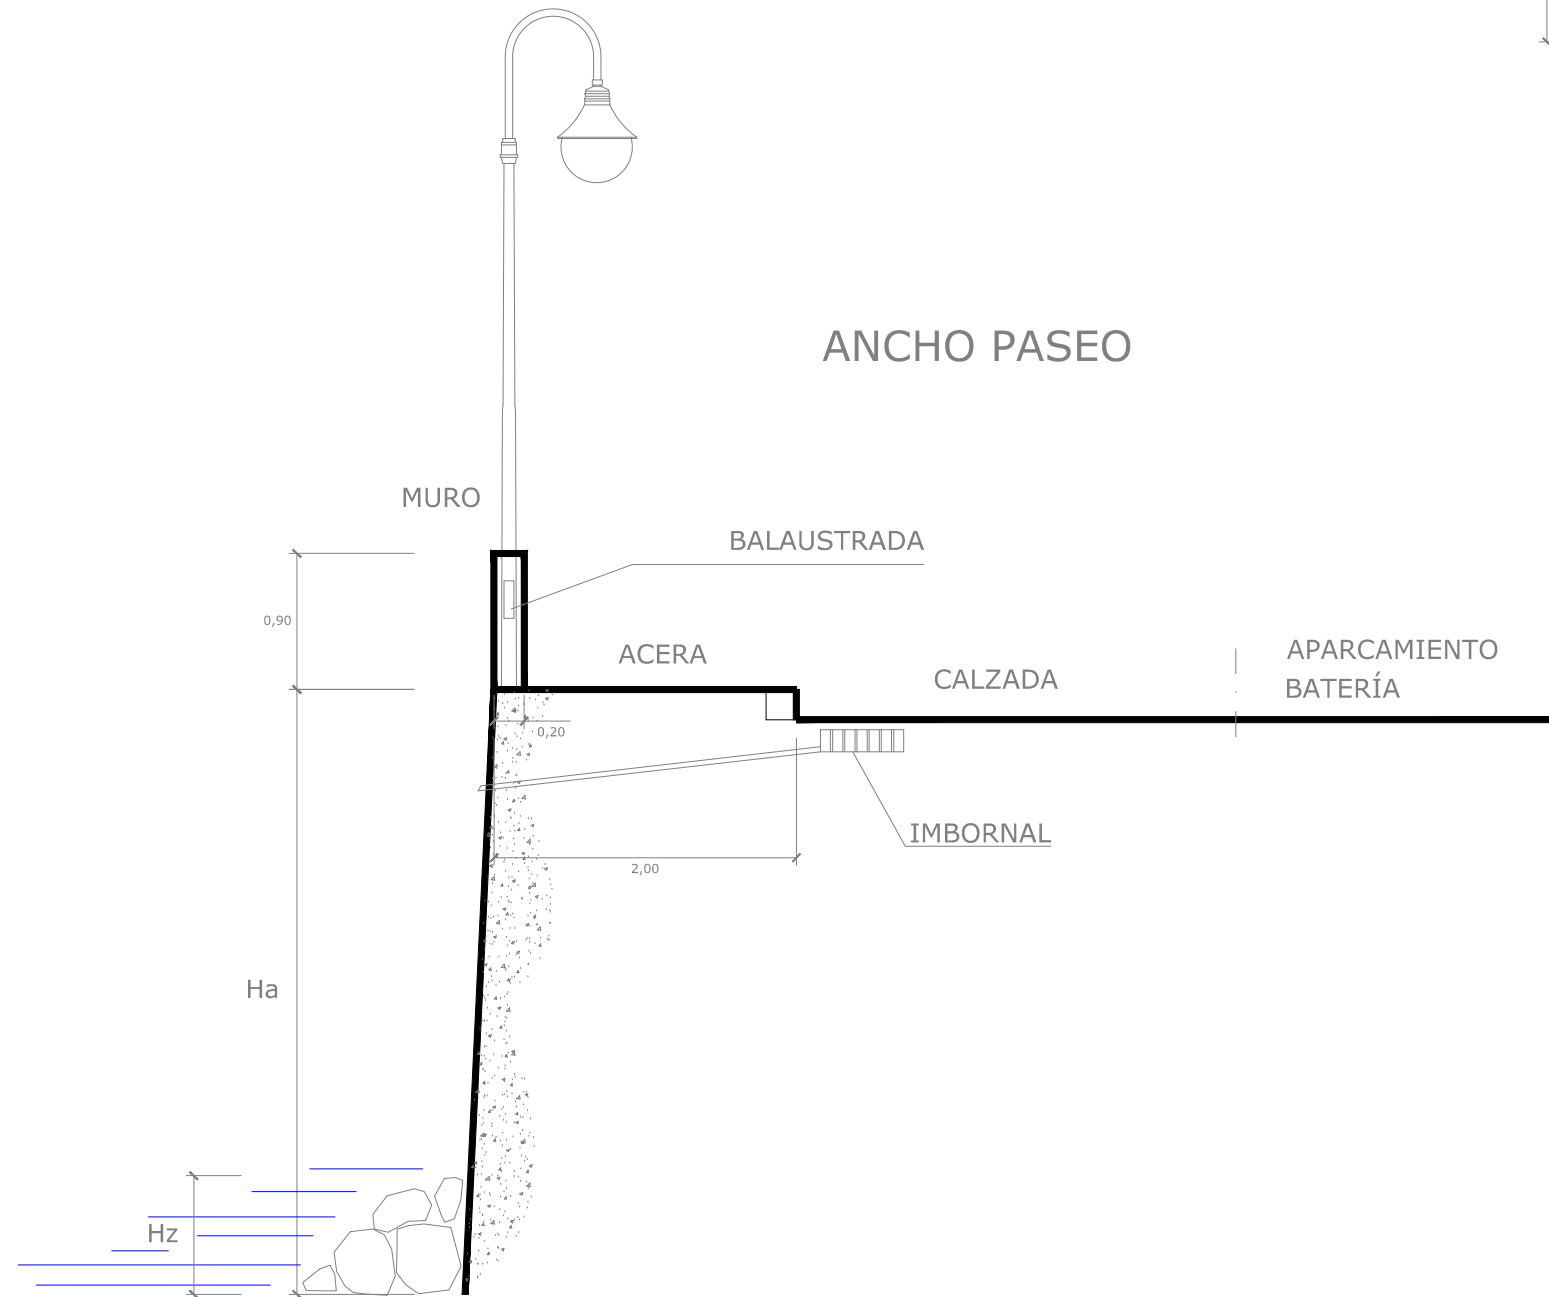 ANCHO PASEO
MURO
BALAUSTRADA
0,90
ACERA
CALZADA
APARCAMIENTO
BATERÍA
0,20
IMBORNAL
2,00
Ha
Hz